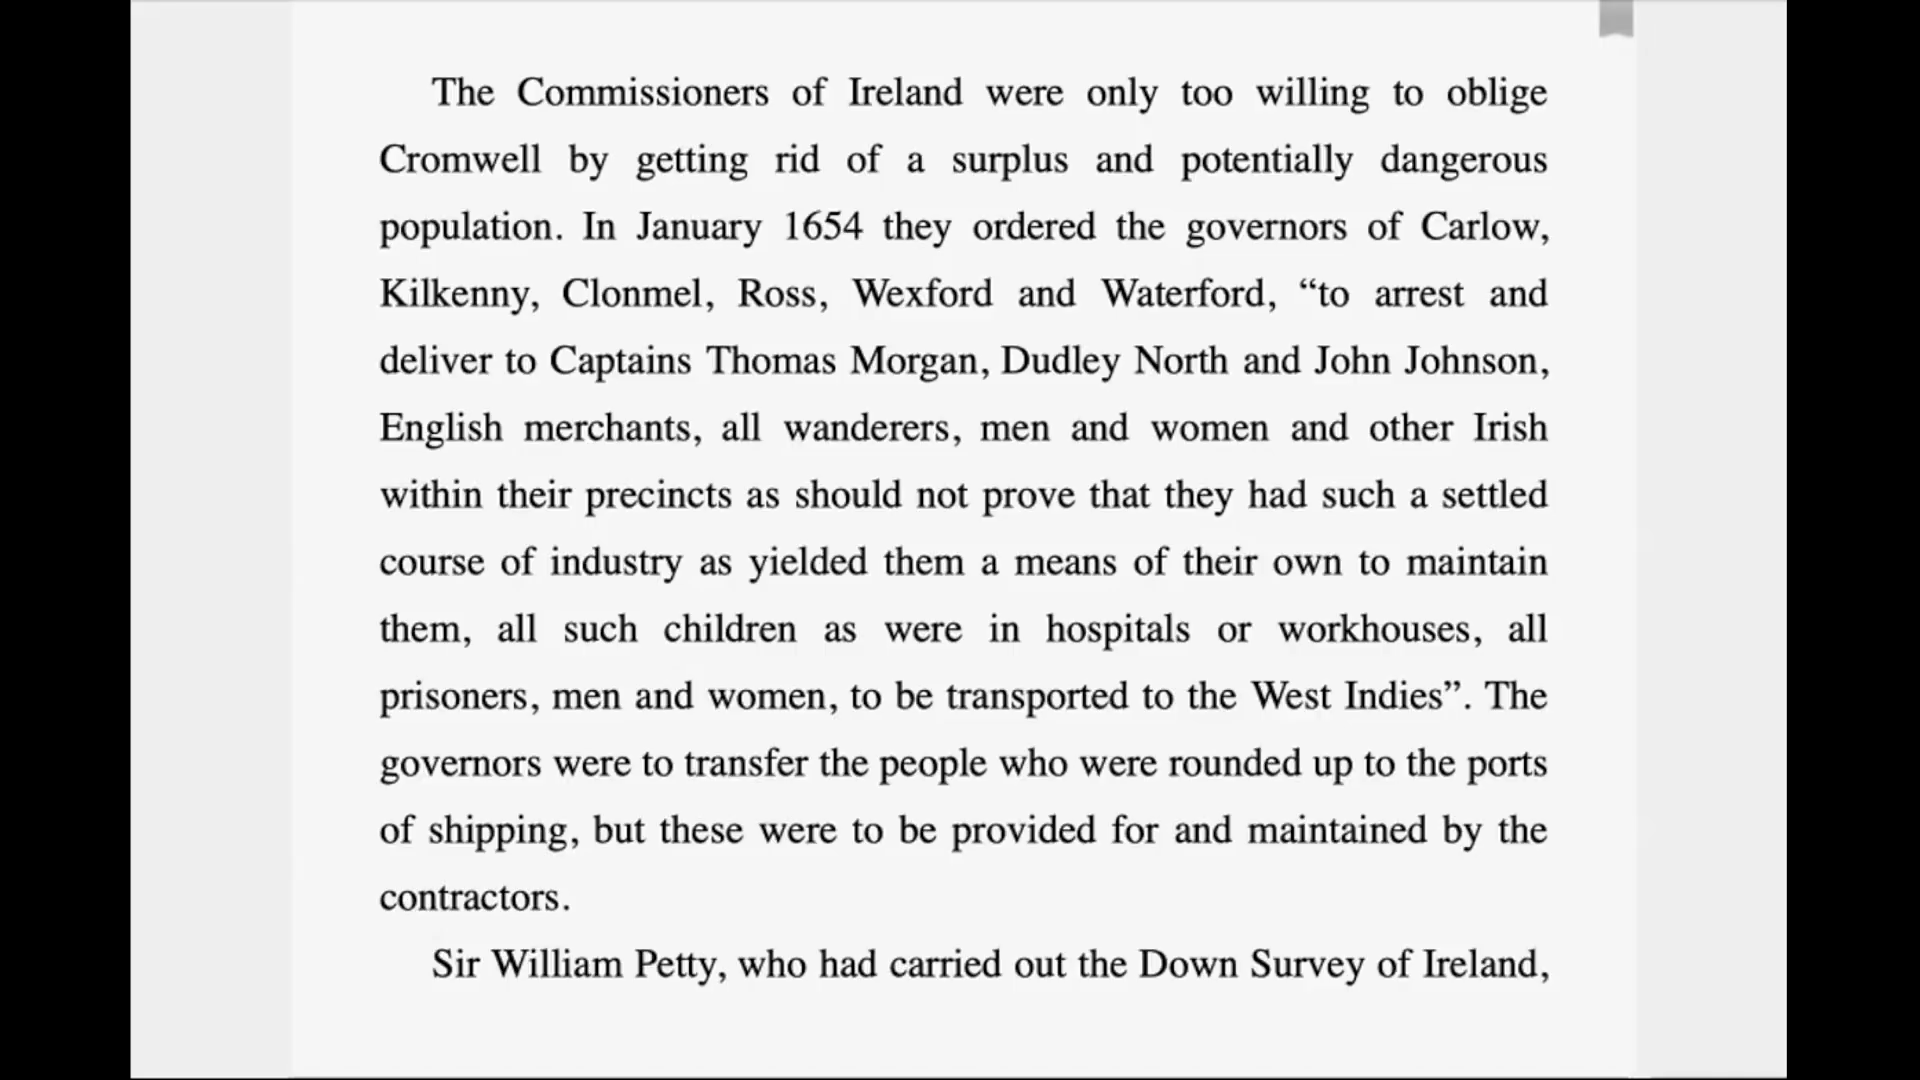 The Commissioners of Ireland were only too willing to oblige
Cromwell by getting rid of a surplus and potentially dangerous
population. In January 1654 they ordered the governors of Carlow,
Kilkenny, Clonmel, Ross, Wexford and Waterford, “to arrest and
deliver to Captains Thomas Morgan, Dudley North and John Johnson,
English merchants, all wanderers, men and women and other Irish
within their precincts as should not prove that they had such a settled
course of industry as yielded them a means of their own to maintain
them, all such children as were in hospitals or workhouses, all
prisoners, men and women, to be transported to the West Indies”. The
governors were to transfer the people who were rounded up to the ports
of shipping, but these were to be provided for and maintained by the
contractors.
Sir William Petty, who had carried out the Down Survey of Ireland,